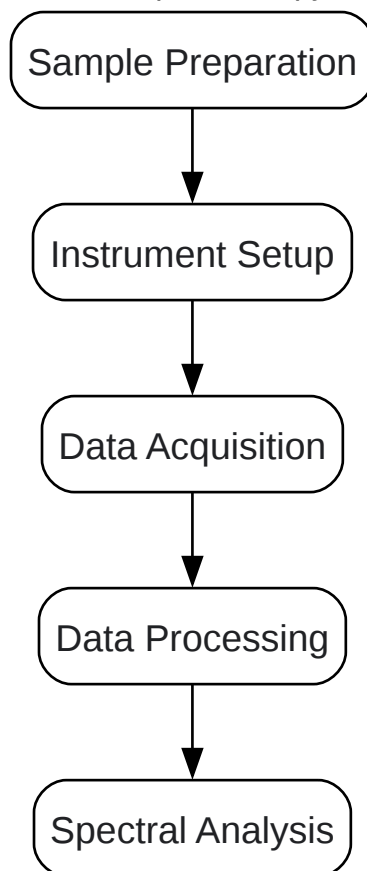 Sample Preparation
Instrument Setup
Data Acquisition
Data Processing
Spectral Analysis